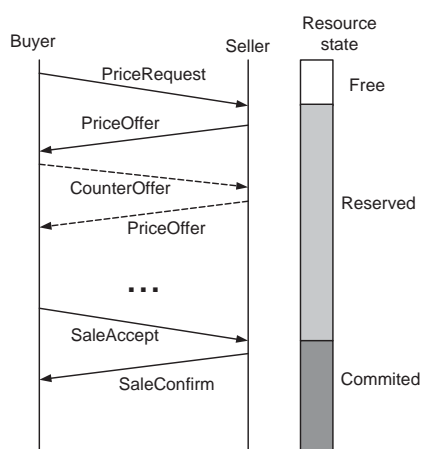 Buyer
Seller
Resource
state
PriceRequest
Free
PriceOffer
CounterOffer
Reserved
PriceOffer
...
SaleAccept
SaleConfirm
Commited